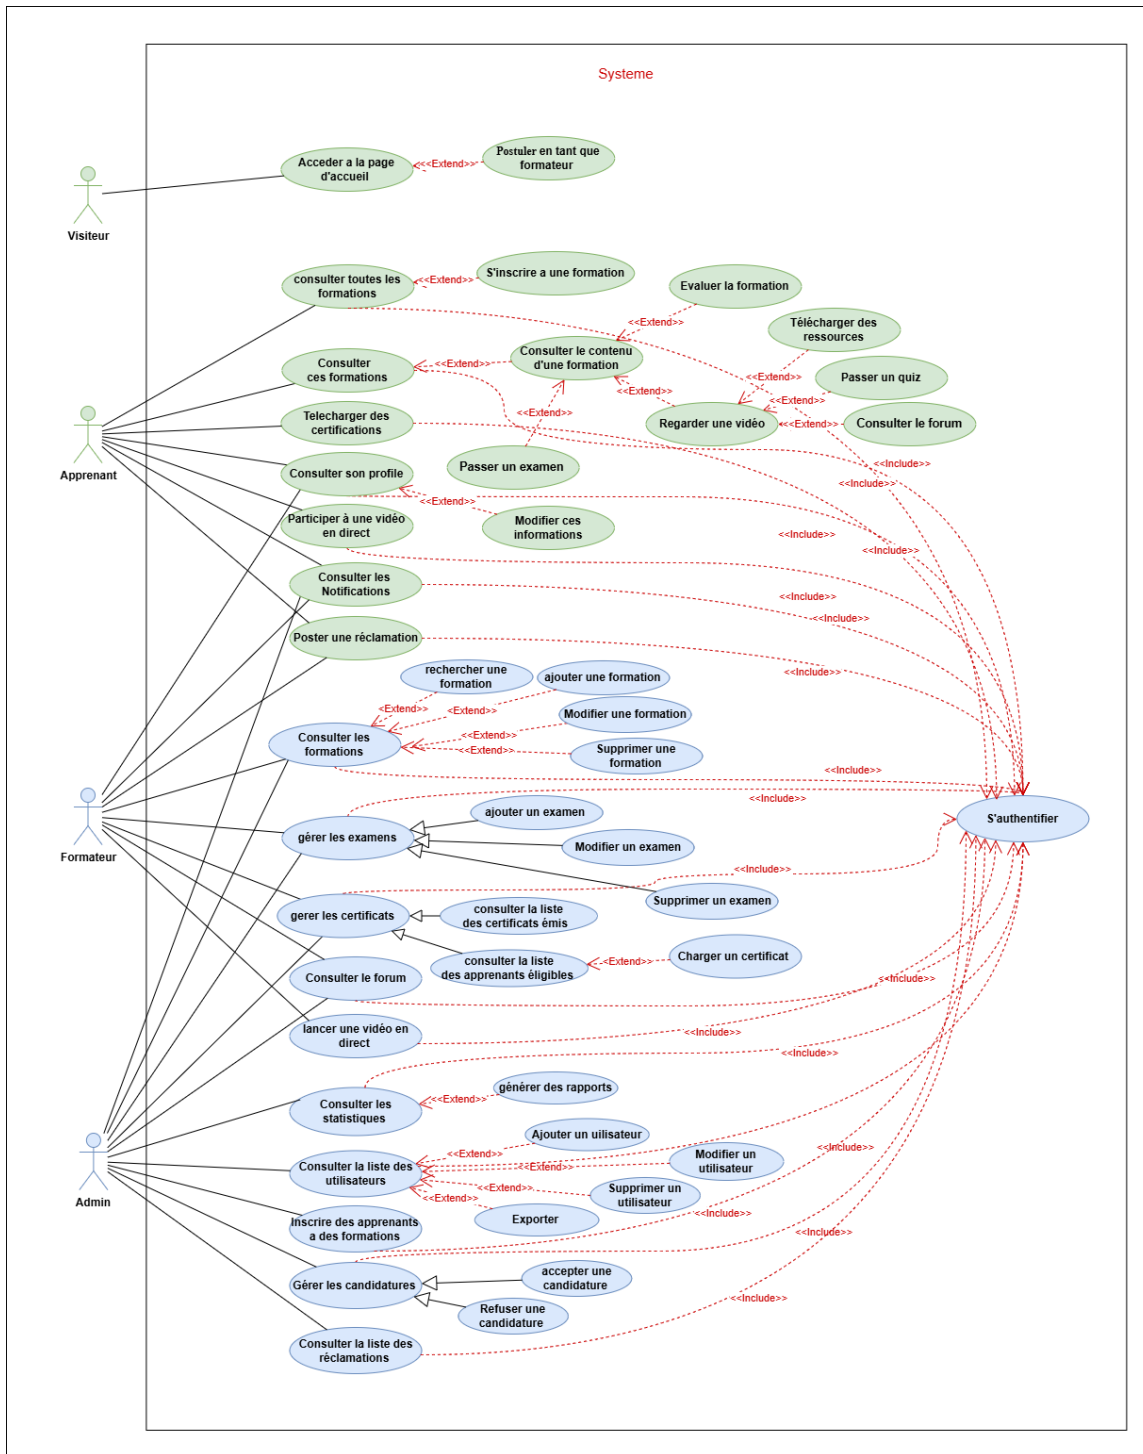 Systeme
Postuler en tant que
formateur
Acceder a la page
d'accueil
<<Extend>>
Visiteur
S'inscrire a une formation
consulter toutes les
formations
<<Extend>>
Evaluer la formation
<<Extend>>
Télécharger des
ressources
Consulter le contenu
d'une formation
Consulter
ces formations
<<Extend>>
<<Extend>>
<<Extend>>
Passer un quiz
<<Extend>>
Telecharger des
certifications
<<Extend>>
Regarder une vidéo
<<Extend>>
Consulter le forum
Apprenant
Passer un examen
<<Include>>
<<Include>>
Consulter son profile
<<Extend>>
Modifier ces
informations
Participer à une vidéo
en direct
<<Include>>
<<Include>>
Consulter les
Notifications
<<Include>>
<<Include>>
Poster une réclamation
<<Include>>
rechercher une
formation
ajouter une formation
<<Extend>>
<<Extend>>
Modifier une formation
<<Extend>>
Consulter les
formations
<<Extend>>
Supprimer une
formation
<<Include>>
<<Include>>
ajouter un examen
S'authentifier
Formateur
gérer les examens
Modifier un examen
<<Include>>
Supprimer un examen
gerer les certificats
consulter la liste
des certificats émis
consulter la liste
des apprenants éligibles
<<Extend>>
Charger un certificat
Consulter le forum
<<Include>>
lancer une vidéo en
direct
<<Include>>
<<Include>>
générer des rapports
Consulter les
statistiques
<<Extend>>
Ajouter un uilisateur
<<Extend>>
Modifier un
utilisateur
Consulter la liste des
utilisateurs
<<Extend>>
<<Extend>>
Supprimer un
utilisateur
<<Extend>>
Admin
Exporter
<<Include>>
Inscrire des apprenants
a des formations
accepter une
candidature
Gérer les candidatures
<<Include>>
Refuser une
candidature
Consulter la liste des
réclamations